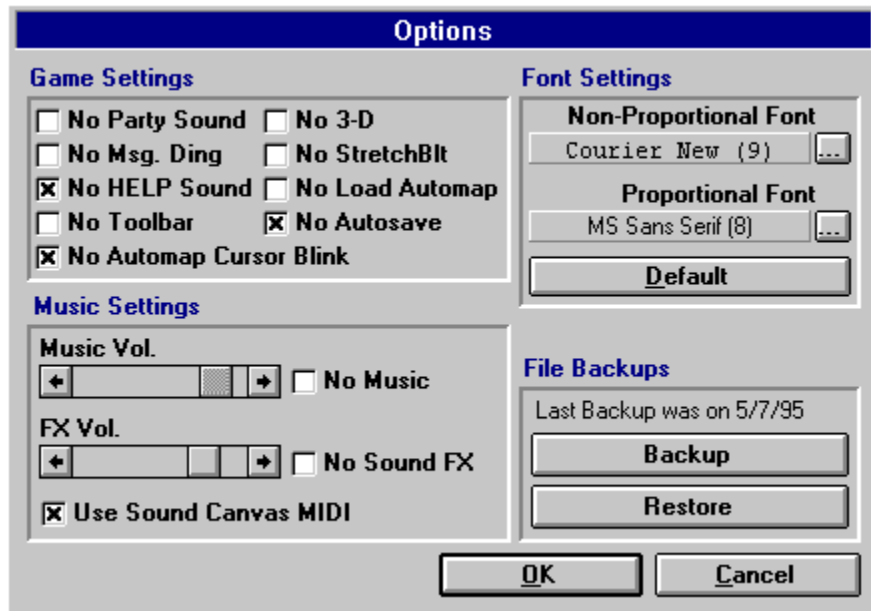 Options
Game Settings
No Party Sound No 3-D
No Msg. Ding No StretchBlt
No HELP Sound No Load Automap
No Toolbar No Autosave
No Automap Cursor Blink
Font Settings
Non-Proportional Font
Courier New (9) ...
Proportional Font
MS Sans Serif (8) ...
Default
Music Settings
Music Vol.
No Music
FX Vol.
No Sound FX
Use Sound Canvas MIDI
File Backups
Last Backup was on 5/7/95
Backup
Restore
OK Cancel